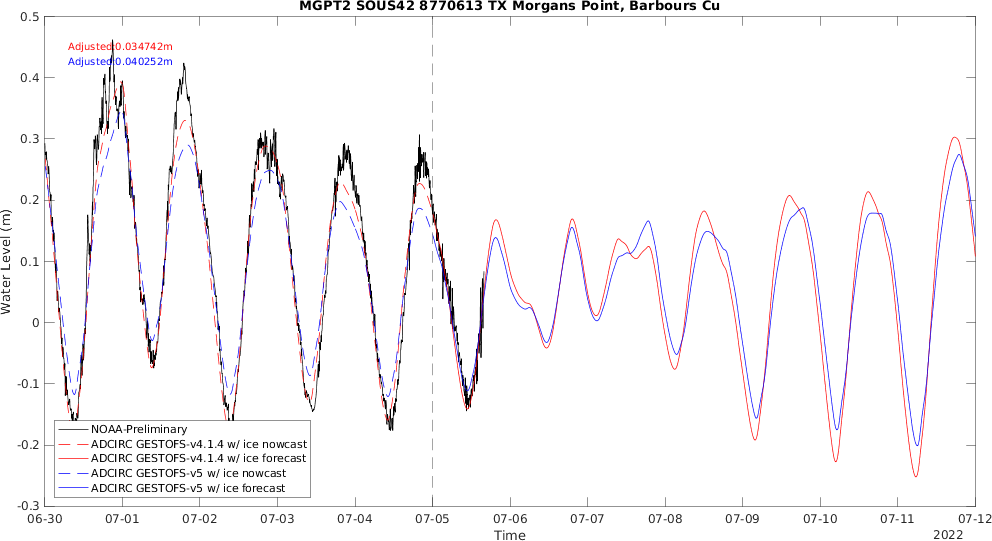 MGPT2 SOUS42 8770613 TX Morgans Point, Barbours Cu
0.5
0.4
0.3
0.2
0.1
0
-0.1
-0.2
-0.3
Water Level (m)
Adjusted:0.034742m
Adjusted:0.040252m
NOAA-Preliminary
ADCIRC GESTOFS-v4.1.4 w/ ice nowcast
ADCIRC GESTOFS-v4.1.4 w/ ice forecast
ADCIRC GESTOFS-v5 w/ ice nowcast
ADCIRC GESTOFS-v5 w/ ice forecast
06-30 07-01 07-02 07-03 07-04 07-05 07-06 07-07 07-08 07-09 07-10 07-11 07-12
Time
2022